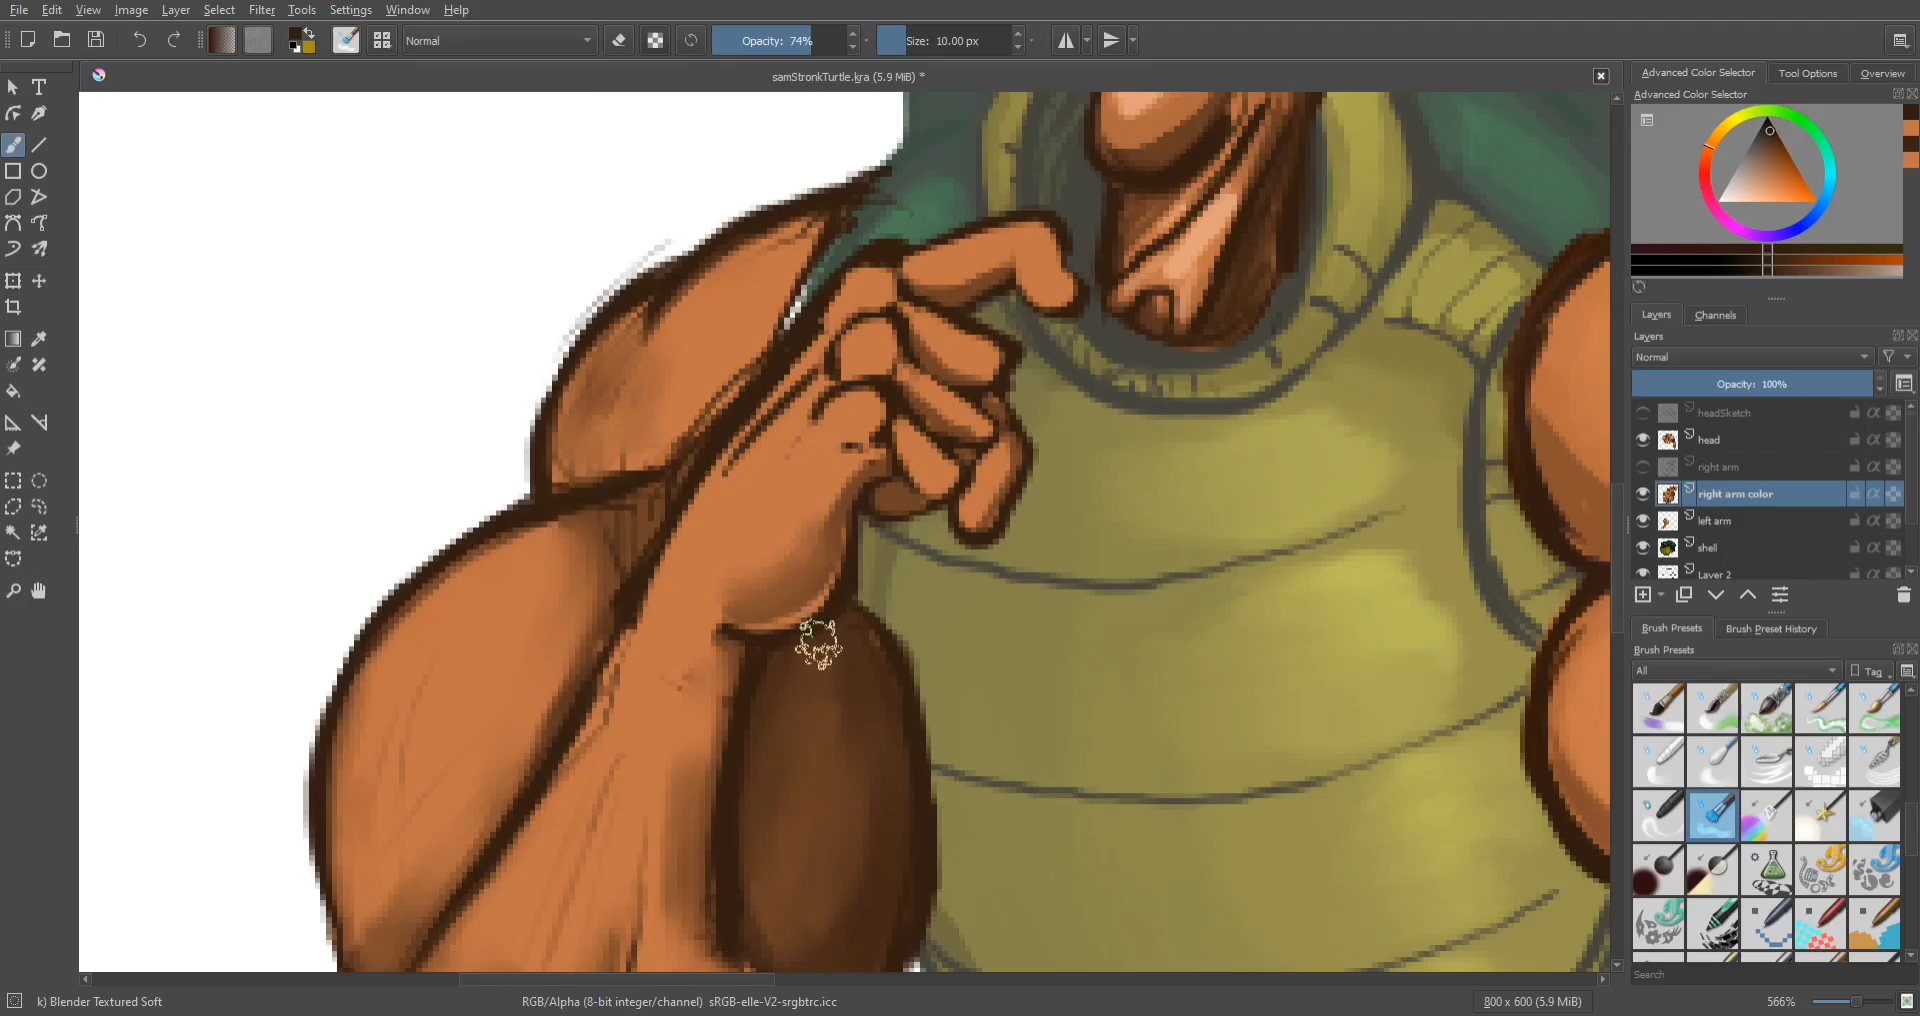 File Edit View Image Layer Select Filter Tools Settings Window Help
Normal Opacity: 74% Size: 10.00 px
samStronkTurtle.kra (5.9 MiB) *
Advanced Color Selector Tool Options Overview
Advanced Color Selector
Layers Channels
Layers
Normal
Opacity: 100%
headSketch
head
right arm
right arm color
left arm
shell
Layer 2
Brush Presets Brush Preset History
Brush Presets
All Tag
Search
k) Blender Textured Soft RGB/Alpha (8-bit integer/channel) sRGB-elle-V2-srgbtrc.icc 800 x 600 (5.9 MiB) 566%